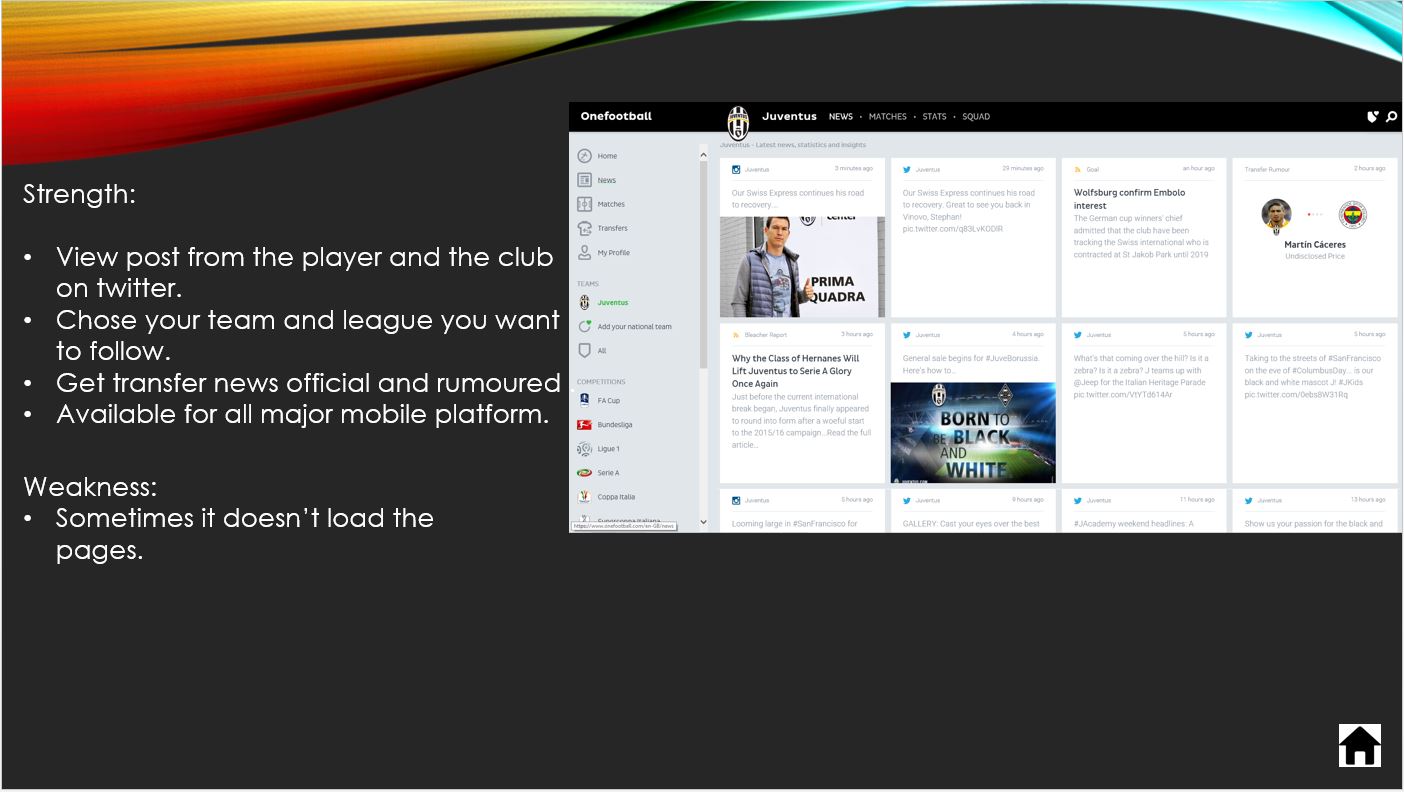 Strength:
• View post from the player and the club
on twitter.
• Chose your team and league you want
to follow.
• Get transfer news official and rumoured
• Available for all major mobile platform.
Weakness:
• Sometimes it doesn’t load the
pages.
Onefootball
Juventus NEWS • MATCHES • STATS • SQUAD
Home
News
Matches
Transfers
My Profile
TEAMS
Juventus
Add your national team
All
COMPETITIONS
FA Cup
Bundesliga
Ligue 1
Serie A
Coppa Italia
Supercoppa Italiana
https://www.onefootball.com/en-GB/news
Juventus - Latest news, statistics and insights
Juventus 3 minutes ago
Our Swiss Express continues his road
to recovery...
center
PRIMA
QUADRA
Juventus 29 minutes ago
Our Swiss Express continues his road
to recovery. Great to see you back in
Vinovo, Stephan!
pic.twitter.com/q83LvKODlR
Goal an hour ago
Wolfsburg confirm Embolo
interest
The German cup winners' chief
admitted that the club have been
tracking the Swiss international who is
contracted at St Jakob Park until 2019
Transfer Rumour 2 hours ago
Martín Cáceres
Undisclosed Price
Bleacher Report 3 hours ago
Why the Class of Hernanes Will
Lift Juventus to Serie A Glory
Once Again
Just before the current international
break began, Juventus finally appeared
to round into form after a woeful start
to the 2015/16 campaign...Read the full
article...
Juventus 4 hours ago
General sale begins for #JuveBorussia.
Here's how to...
BORN TO
BE BLACK
AND
WHITE
JUVENTUS.COM
Juventus 5 hours ago
What's that coming over the hill? Is it a
zebra? Is it a zebra? J teams up with
@Jeep for the Italian Heritage Parade
pic.twitter.com/VtYTd614Ar
Juventus 5 hours ago
Taking to the streets of #SanFrancisco
on the eve of #ColumbusDay... is our
black and white mascot J! #JKids
pic.twitter.com/0ebs8W31Rq
Juventus 5 hours ago
Looming large in #SanFrancisco for
Juventus 9 hours ago
GALLERY: Cast your eyes over the best
Juventus 11 hours ago
#JAcademy weekend headlines: A
Juventus 13 hours ago
Show us your passion for the black and